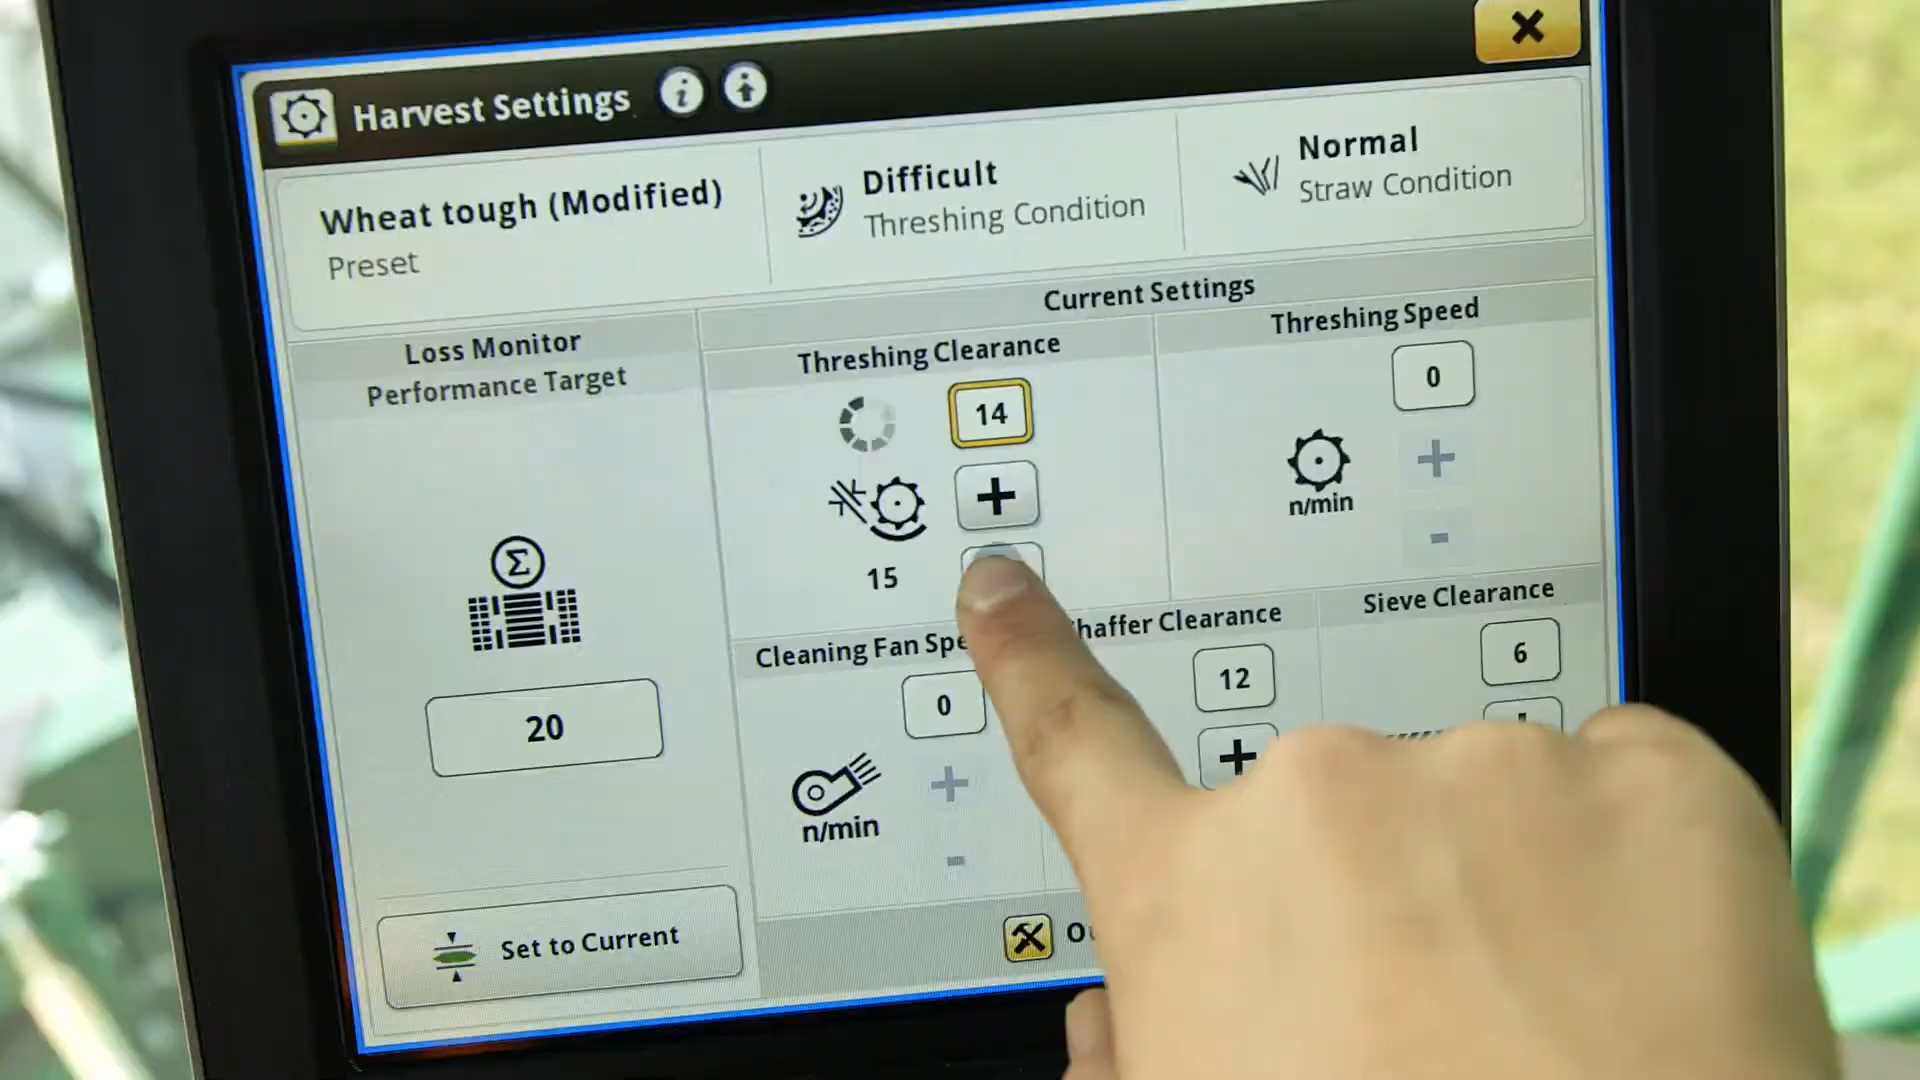 Harvest Settings
Wheat tough (Modified)
Preset
Difficult
Threshing Condition
Normal
Straw Condition
Current Settings
Loss Monitor
Performance Target
20
Set to Current
Threshing Clearance
14
+
15
Threshing Speed
0
n/min
+
-
Cleaning Fan
0
n/min
+
-
Clearance
12
+
Sieve Clearance
6